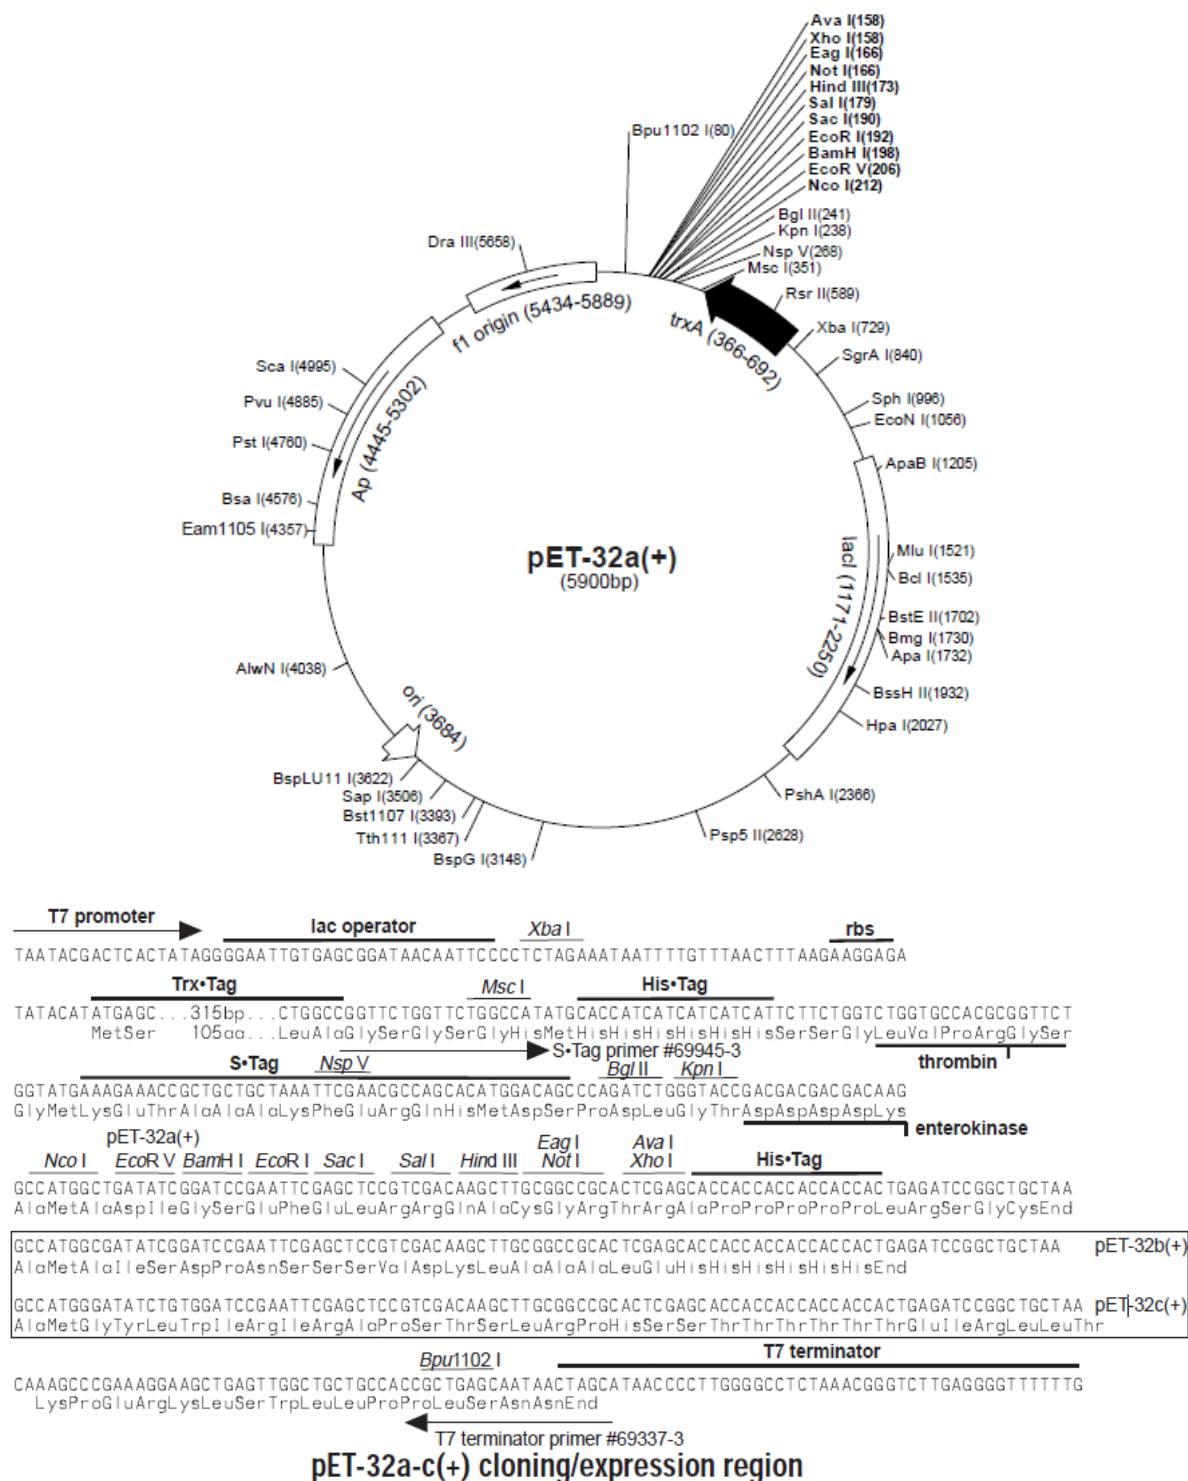 Ava I(158)
Xho I(158)
Eag I(166)
Not I(166)
Hind III(173)
Sal I(179)
Sac I(190)
EcoR I(192)
BamH I(198)
EcoR V(206)
Nco I(212)
Bpu1102 I(80)
Bgl II(241)
Kpn I(238)
Nsp V(268)
Msc I(351)
Rsr II(589)
Xba I(729)
SgrA I(840)
Sph I(996)
EcoN I(1056)
ApaB I(1205)
Mlu I(1521)
Bcl I(1535)
BstE II(1702)
Bmg I(1730)
Apa I(1732)
BssH II(1932)
Hpa I(2027)
PshA I(2366)
Psp5 II(2628)
BspG I(3148)
Tth111 I(3367)
Bst1107 I(3393)
Sap I(3506)
BspLU11 I(3622)
AlwN I(4038)
Eam1105 I(4357)
Bsa I(4576)
Pst I(4760)
Pvu I(4885)
Sca I(4995)
Dra III(5658)
f1 origin (5434-5889)
trxA (366-692)
lacI (1171-2250)
ori (3684)
Ap (4445-5302)
pET-32a(+)
(5900bp)
T7 promoter lac operator Xba I rbs
TAATACGACTCACTATAGGGGAATTGTGAGCGGATAACAATTCCCCTCTAGAAATAATTTTGTTTAACTTTAAGAAGGAGA
Trx•Tag Msc I His•Tag
TATACATATGAGC...315bp...CTGGCCGGTTCTGGTTCTGGCCATATGCACCATCATCATCATCATTCTTCTGGTCTGGTGCCACGCGGTTCT
MetSer 105aa...LeuAlaGlySerGlySerGlyHisMetHisHisHisHisHisHisSerSerGlyLeuValProArgGlySer
S•Tag primer #69945-3
thrombin
S•Tag Nsp V Bgl II Kpn I
GGTATGAAAGAAACCGCTGCTGCTAAATTCGAACGCCAGCACATGGACAGCCCAGATCTGGGTACCGACGACGACGACAAG
GlyMetLysGluThrAlaAlaAlaLysPheGluArgGlnHisMetAspSerProAspLeuGlyThrAspAspAspAspLys
enterokinase
pET-32a(+)
Nco I EcoR V BamH I EcoR I Sac I Sal I Hind III Eag I Not I Ava I Xho I His•Tag
GCCATGGCTGATATCGGATCCGAATTCGAGCTCCGTCGACAAGCTTGCGGCCGCACTCGAGCACCACCACCACCACCACTGAGATCCGGCTGCTAA
AlaMetAlaAspIleGlySerGluPheGluLeuArgArgGlnAlaCysGlyArgThrArgAlaProProProProProLeuArgSerGlyCysEnd
GCCATGGCGATATCGGATCCGAATTCGAGCTCCGTCGACAAGCTTGCGGCCGCACTCGAGCACCACCACCACCACCACTGAGATCCGGCTGCTAA pET-32b(+)
AlaMetAlaIleSerAspProAsnSerSerSerValAspLysLeuAlaAlaAlaLeuGluHisHisHisHisHisHisEnd
GCCATGGGATATCTGTGGATCCGAATTCGAGCTCCGTCGACAAGCTTGCGGCCGCACTCGAGCACCACCACCACCACCACTGAGATCCGGCTGCTAA pET-32c(+)
AlaMetGlyTyrLeuTrpIleArgIleArgAlaProSerThrSerLeuArgProHisSerSerThrThrThrThrThrThrGluIleArgLeuLeuThr
Bpu1102 I T7 terminator
CAAAGCCCGAAAGGAAGCTGAGTTGGCTGCTGCCACCGCTGAGCAATAACTAGCATAACCCCTTGGGGCCTCTAAACGGGTCTTGAGGGGTTTTTTG
LysProGluArgLysLeuSerTrpLeuLeuProProLeuSerAsnAsnEnd
T7 terminator primer #69337-3
pET-32a-c(+) cloning/expression region